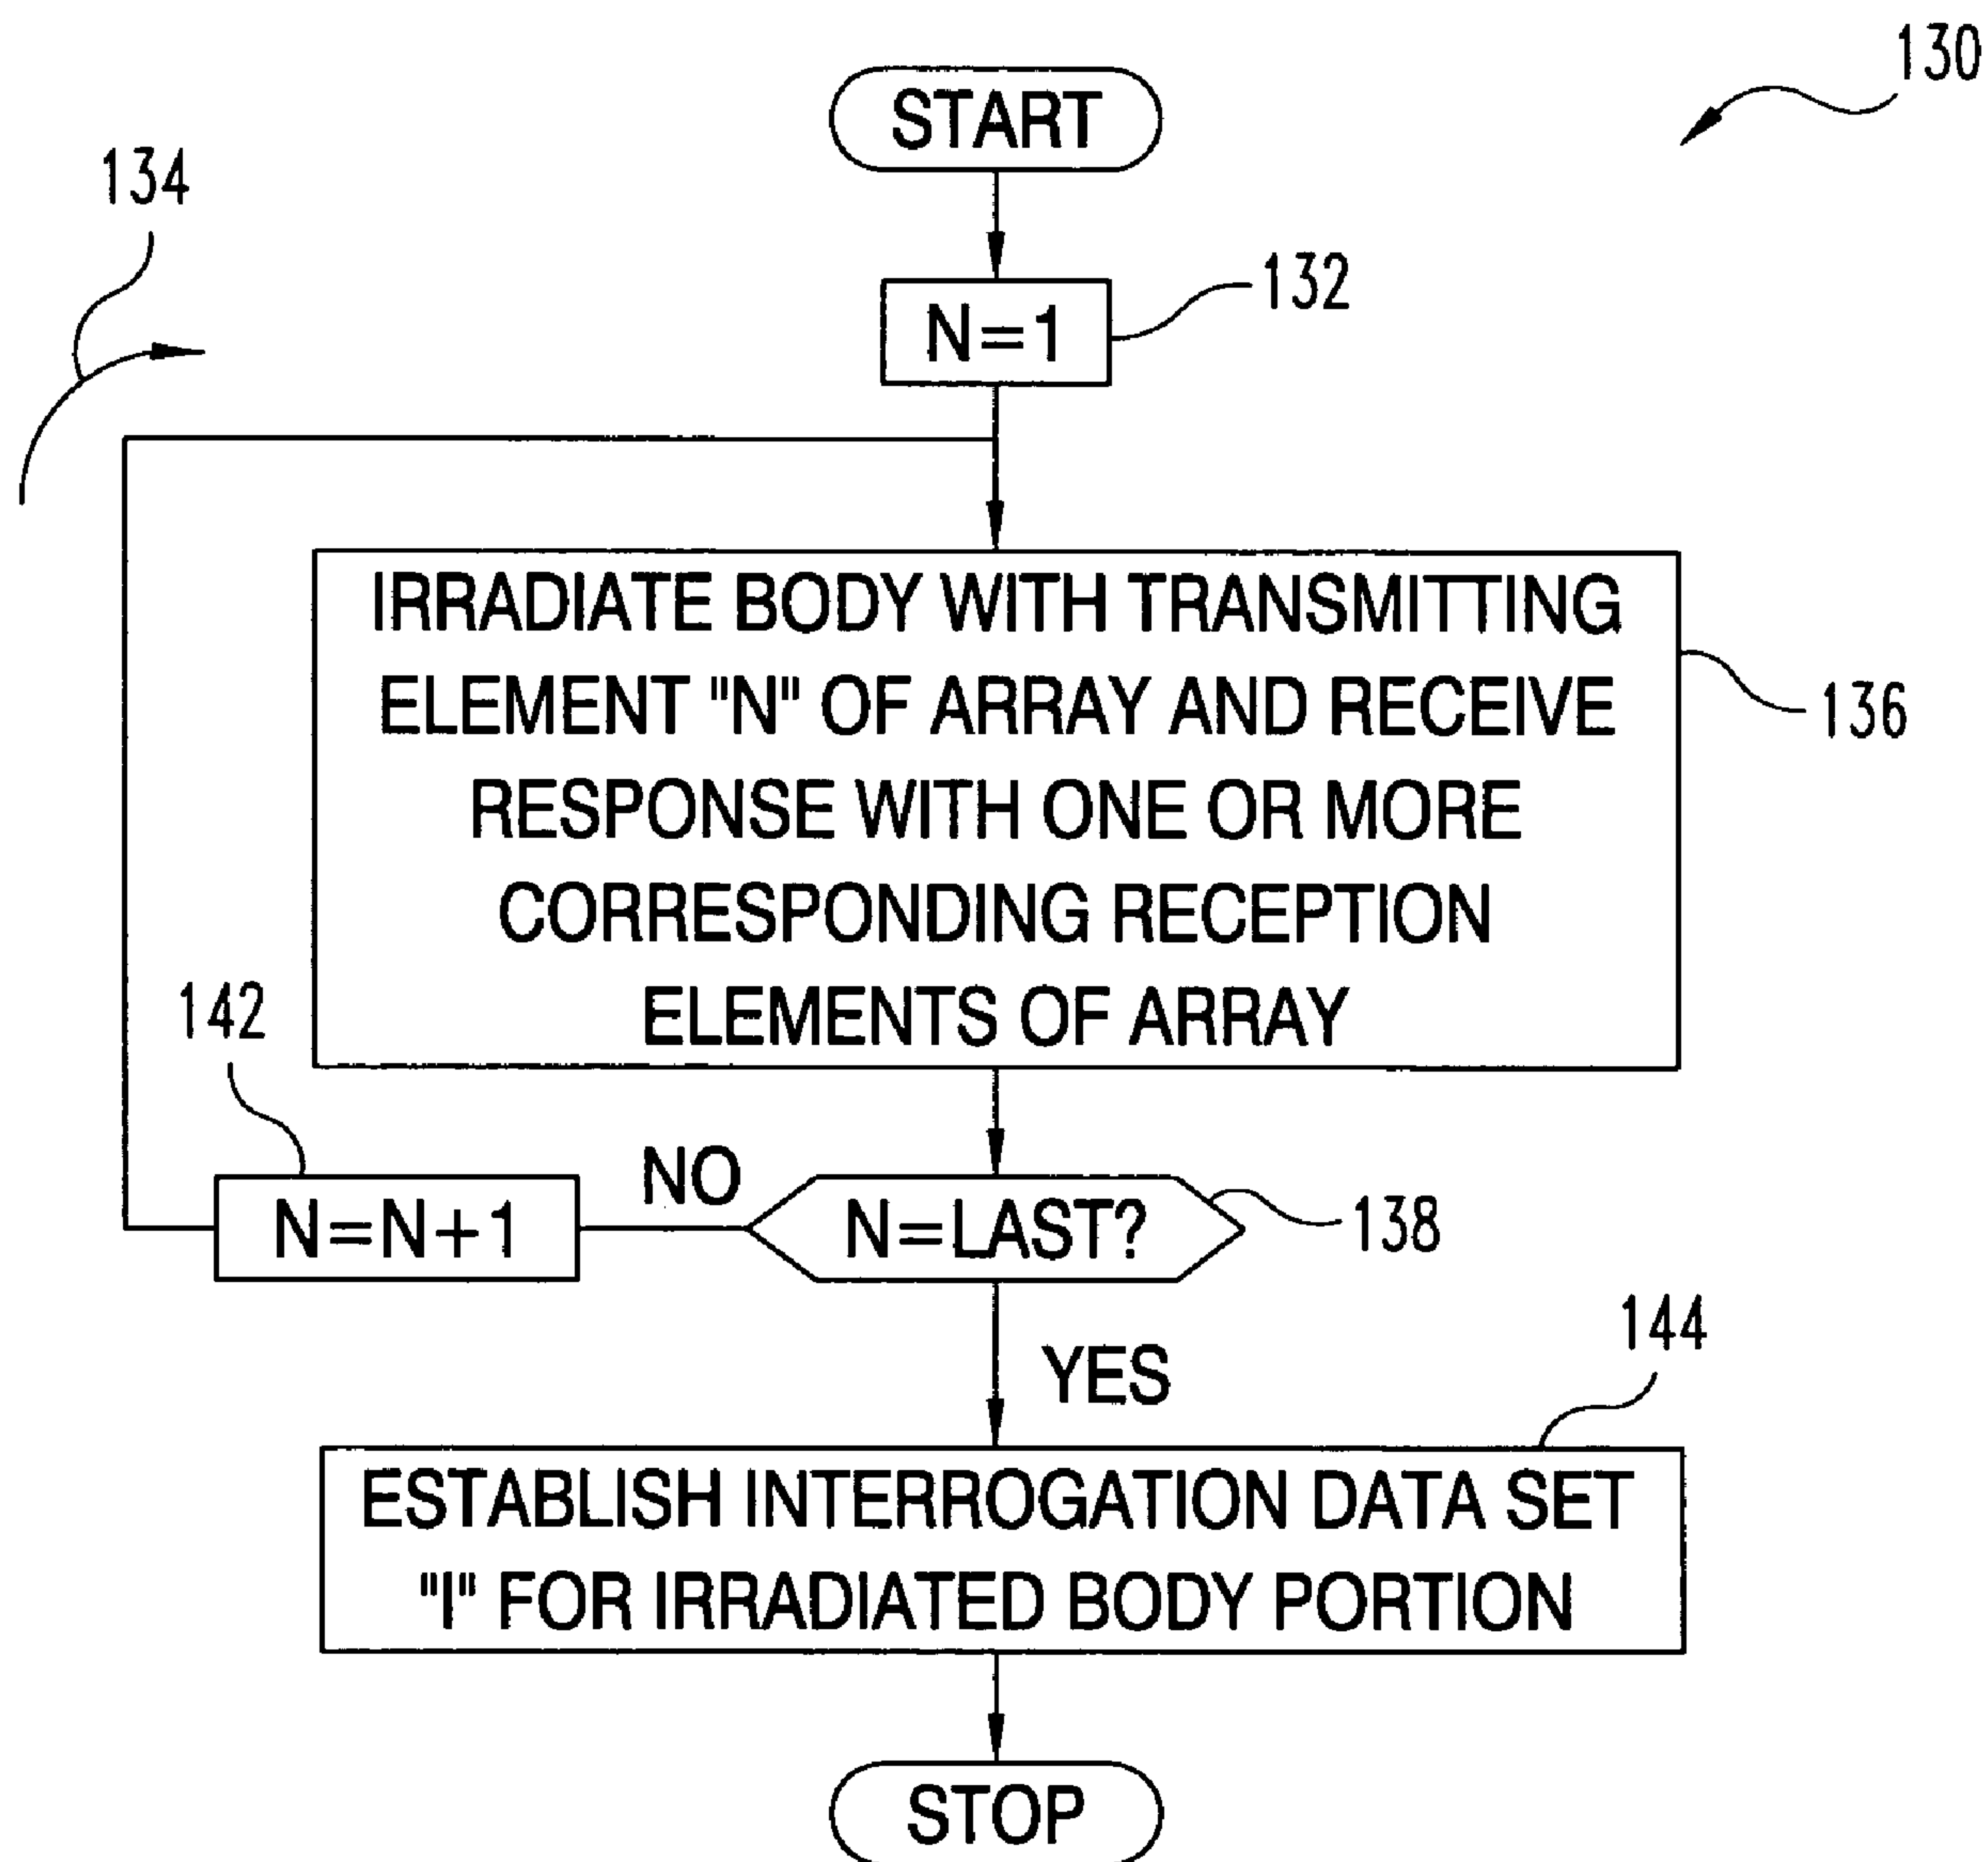 130
START
134
132
N=1
IRRADIATE BODY WITH TRANSMITTING
ELEMENT "N" OF ARRAY AND RECEIVE
RESPONSE WITH ONE OR MORE
CORRESPONDING RECEPTION
ELEMENTS OF ARRAY
136
142
NO
N=N+1
N=LAST?
138
YES
144
ESTABLISH INTERROGATION DATA SET
"I" FOR IRRADIATED BODY PORTION
STOP